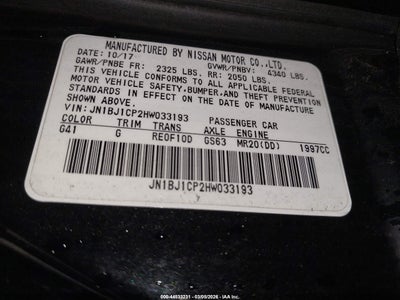 MANUFACTURED BY NISSAN MOTOR CO.,LTD.
DATE: 10/17 GVWR/PNBV: 4340 LBS.
GAWR/PNBE FR: 2325 LBS. RR: 2050 LBS.
THIS VEHICLE CONFORMS TO ALL APPLICABLE FEDERAL
MOTOR VEHICLE SAFETY,BUMPER,AND THEFT PREVENTION
STANDARDS IN EFFECT ON THE DATE OF MANUFACTURE
SHOWN ABOVE.
VIN: JN1BJ1CP2HW033193 PASSENGER CAR
COLOR TRIM TRANS AXLE ENGINE
G41 G RE0F10D GS63 MR20(DD) 1997CC
JN1BJ1CP2HW033193
000-44533231 - 03/09/2026 - IAA Inc.